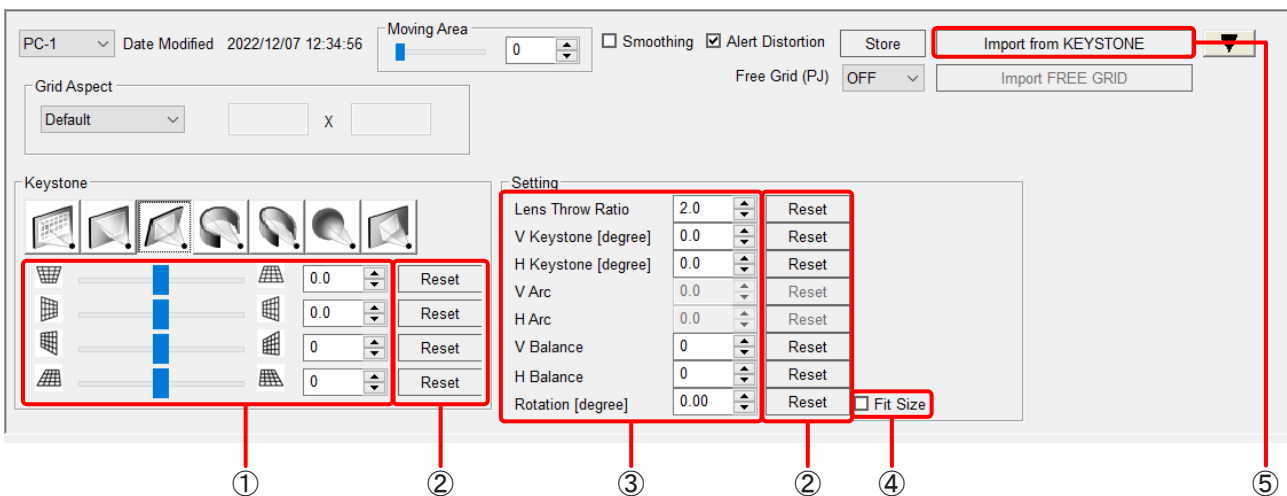 PC-1 Date Modified 2022/12/07 12:34:56 Moving Area 0 Smoothing Alert Distortion Store Import from KEYSTONE
Free Grid (PJ) OFF Import FREE GRID
Grid Aspect
Default X
Keystone
0.0 Reset
0.0 Reset
0 Reset
0 Reset
Setting
Lens Throw Ratio 2.0 Reset
V Keystone [degree] 0.0 Reset
H Keystone [degree] 0.0 Reset
V Arc 0.0 Reset
H Arc 0.0 Reset
V Balance 0 Reset
H Balance 0 Reset
Rotation [degree] 0.00 Reset Fit Size
① ② ③ ② ④ ⑤